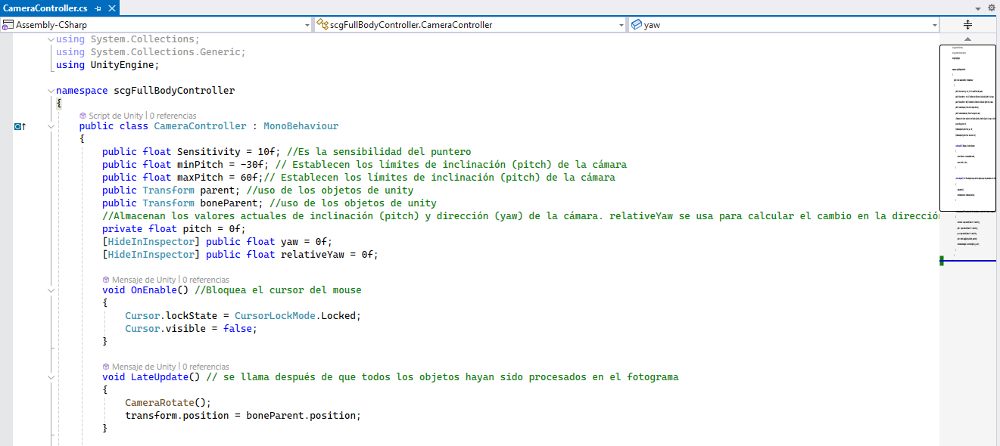 CameraController.cs
Assembly-CSharp
scgFullBodyController.CameraController
yaw
using System.Collections;
using System.Collections.Generic;
using UnityEngine;
namespace scgFullBodyController
{
Script de Unity | 0 referencias
public class CameraController : MonoBehaviour
{
public float Sensitivity = 10f; //Es la sensibilidad del puntero
public float minPitch = -30f; // Establecen los límites de inclinación (pitch) de la cámara
public float maxPitch = 60f;// Establecen los límites de inclinación (pitch) de la cámara
public Transform parent; //uso de los objetos de unity
public Transform boneParent; //uso de los objetos de unity
//Almacenan los valores actuales de inclinación (pitch) y dirección (yaw) de la cámara. relativeYaw se usa para calcular el cambio en la dirección
private float pitch = 0f;
[HideInInspector] public float yaw = 0f;
[HideInInspector] public float relativeYaw = 0f;
Mensaje de Unity | 0 referencias
void OnEnable() //Bloquea el cursor del mouse
{
Cursor.lockState = CursorLockMode.Locked;
Cursor.visible = false;
}
Mensaje de Unity | 0 referencias
void LateUpdate() // se llama después de que todos los objetos hayan sido procesados en el fotograma
{
CameraRotate();
transform.position = boneParent.position;
}